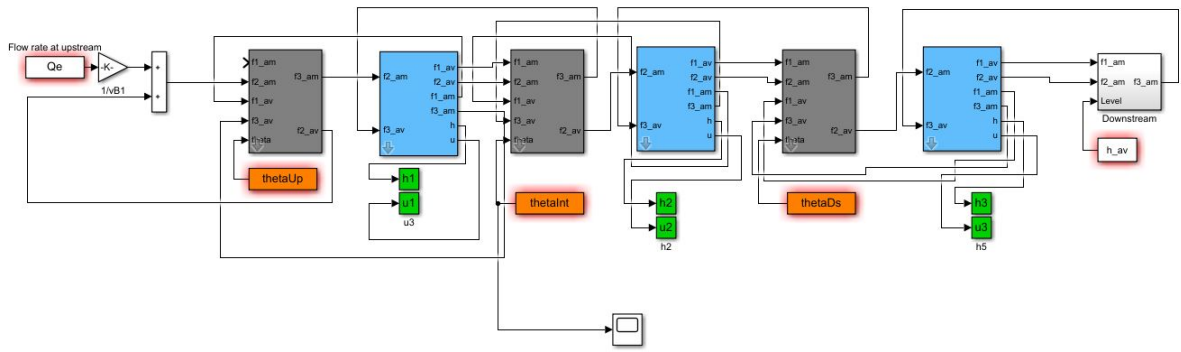 Flow rate at upstream
Qe
-K-
1/vB1
+
+
f1_am
f2_am
f1_av
f3_av
theta
f3_am
f2_av
thetaUp
f2_am
f3_av
f1_av
f2_av
f1_am
f3_am
h
u
h1
u1
u3
f1_am
f2_am
f1_av
f3_av
theta
f3_am
f2_av
thetaInt
f2_am
f3_av
f1_av
f2_av
f1_am
f3_am
h
u
h2
u2
h2
f1_am
f2_am
f1_av
f3_av
theta
f3_am
f2_av
thetaDs
f2_am
f3_av
f1_av
f2_av
f1_am
f3_am
h
u
h3
u3
h5
f1_am
f2_am
Level
f3_am
Downstream
h_av